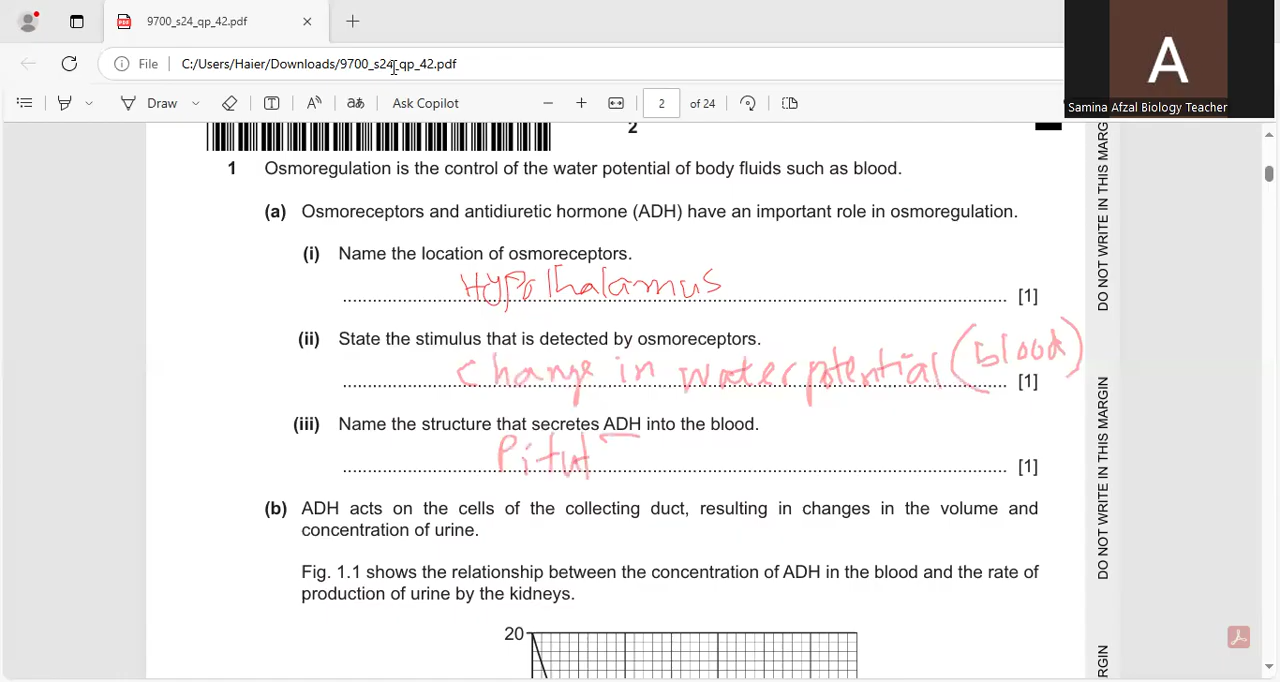 9700_s24_qp_42.pdf
File C:/Users/Haier/Downloads/9700_s24_qp_42.pdf
A
Samina Afzal Biology Teacher
Draw
Ask Copilot
2 of 24
2
1 Osmoregulation is the control of the water potential of body fluids such as blood.
(a) Osmoreceptors and antidiuretic hormone (ADH) have an important role in osmoregulation.
(i) Name the location of osmoreceptors.
Hypothalamus
[1]
(ii) State the stimulus that is detected by osmoreceptors.
Change in water potential (blood)
[1]
(iii) Name the structure that secretes ADH into the blood.
Pituit
[1]
(b) ADH acts on the cells of the collecting duct, resulting in changes in the volume and
concentration of urine.
Fig. 1.1 shows the relationship between the concentration of ADH in the blood and the rate of
production of urine by the kidneys.
20
DO NOT WRITE IN THIS MARGIN
DO NOT WRITE IN THIS MARGIN
RGIN